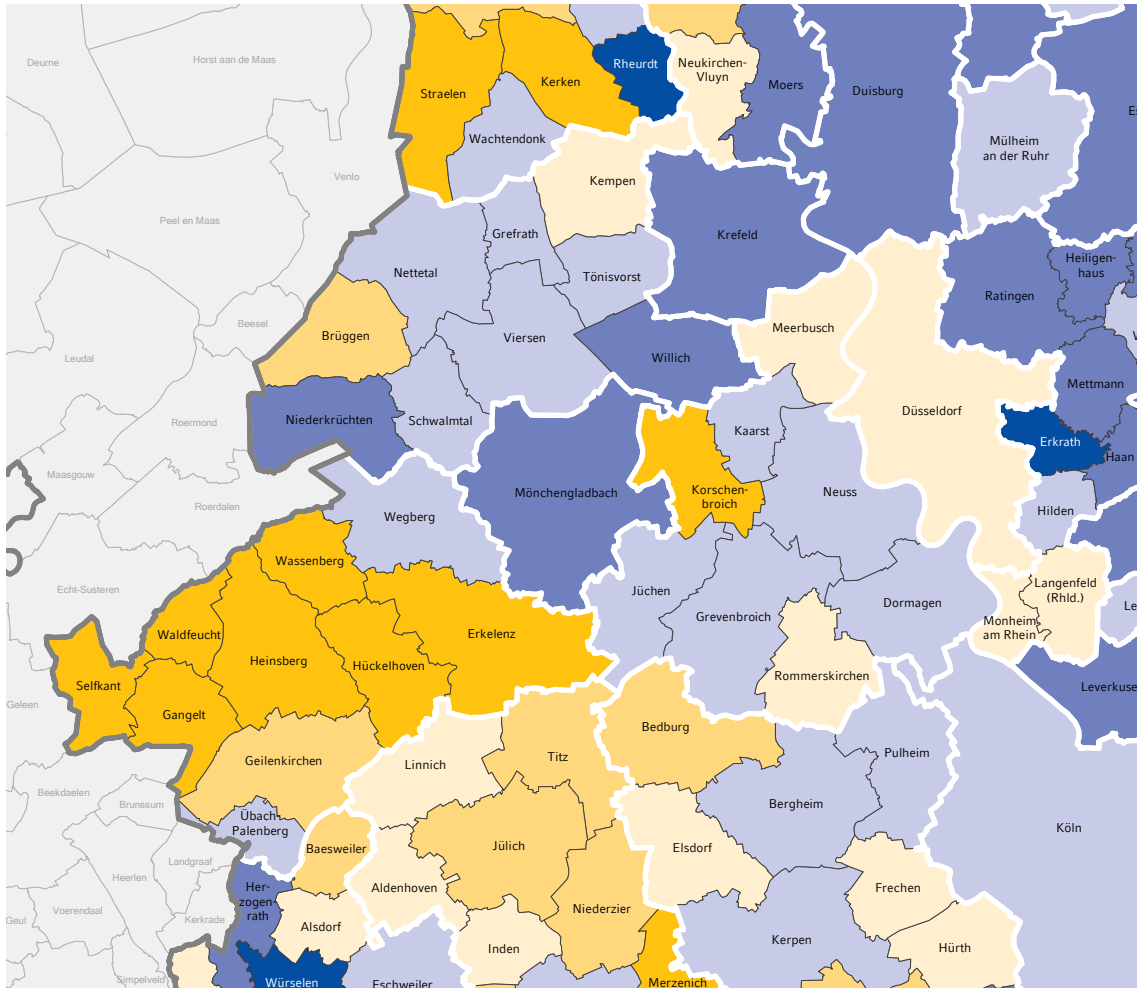 Deurne
Horst aan de Maas
Rheurdt
Neukirchen-
Vluyn
Moers
Duisburg
Straelen
Kerken
Wachtendonk
Mülheim
an der Ruhr
Venlo
Kempen
Peel en Maas
Krefeld
Grefrath
Nettetal
Tönisvorst
Heiligen-
haus
Ratingen
Beesel
Brüggen
Viersen
Meerbusch
Leudal
Willich
Mettmann
Düsseldorf
Niederkrüchten
Schwalmtal
Roermond
Kaarst
Erkrath
Haan
Maasgouw
Mönchengladbach
Korschen-
broich
Neuss
Roerdalen
Wegberg
Hilden
Wassenberg
Echt-Susteren
Jüchen
Langenfeld
(Rhld.)
Dormagen
Le
Grevenbroich
Monheim
am Rhein
Waldfeucht
Erkelenz
Heinsberg
Hückelhoven
Selfkant
Rommerskirchen
Leverkuse
Geleen
Gangelt
Bedburg
Pulheim
Geilenkirchen
Linnich
Titz
Beekdaelen
Brunssum
Bergheim
Übach-
Palenberg
Köln
Baesweiler
Jülich
Elsdorf
Landgraaf
Heerlen
Her-
zogen-
rath
Aldenhoven
Frechen
Voerendaal
Geul
Kerkrade
Niederzier
Alsdorf
Kerpen
Inden
Hürth
Simpelveld
Würselen
Eschweiler
Merzenich